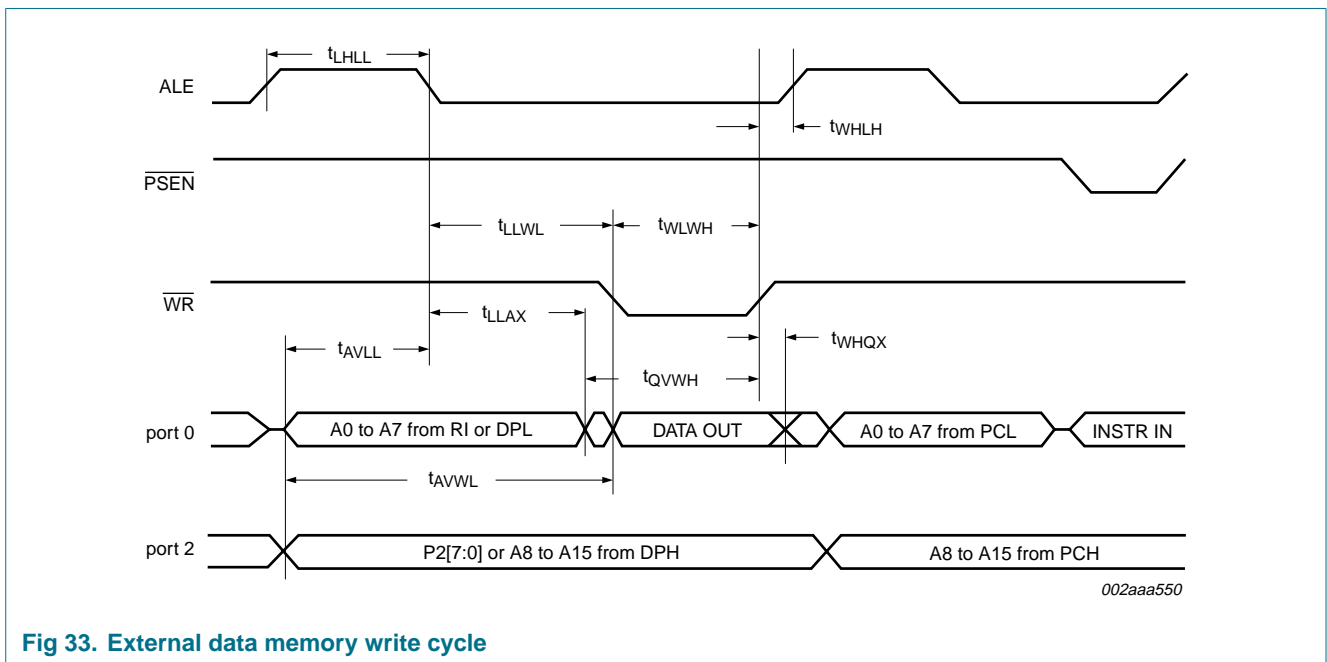 tLHLL
ALE
tWHLH
PSEN
tLLWL
tWLWH
WR
tLLAX
tWHQX
tAVLL
tQVWH
port 0
A0 to A7 from RI or DPL
DATA OUT
A0 to A7 from PCL
INSTR IN
tAVWL
port 2
P2[7:0] or A8 to A15 from DPH
A8 to A15 from PCH
002aaa550
Fig 33. External data memory write cycle